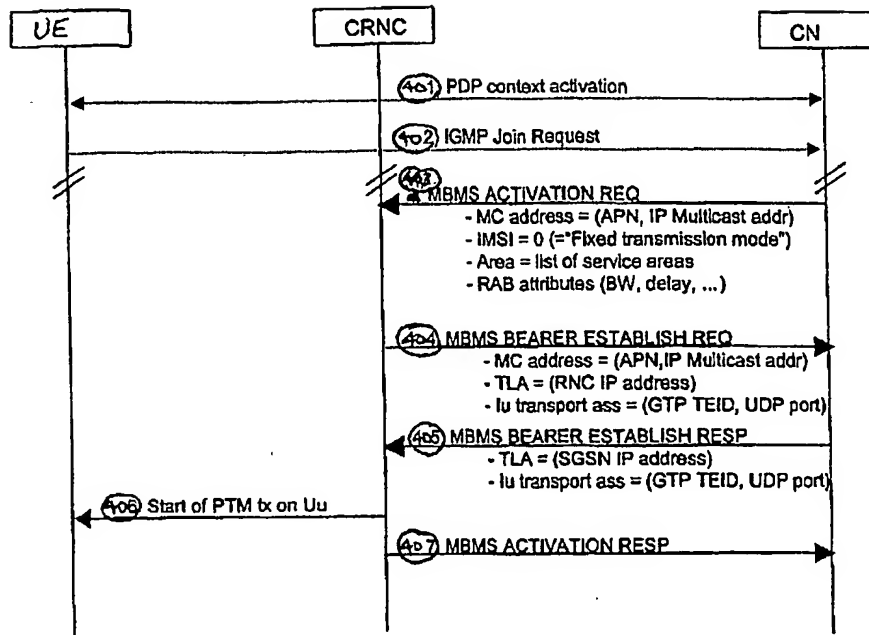 UE
CRNC
CN
401 PDP context activation
402 IGMP Join Request
403
MBMS ACTIVATION REQ
- MC address = (APN, IP Multicast addr)
- IMSI = 0 (="Fixed transmission mode")
- Area = list of service areas
- RAB attributes (BW, delay, ...)
404 MBMS BEARER ESTABLISH REQ
- MC address = (APN,IP Multicast addr)
- TLA = (RNC IP address)
- Iu transport ass = (GTP TEID, UDP port)
405 MBMS BEARER ESTABLISH RESP
- TLA = (SGSN IP address)
- Iu transport ass = (GTP TEID, UDP port)
406 Start of PTM tx on Uu
407 MBMS ACTIVATION RESP